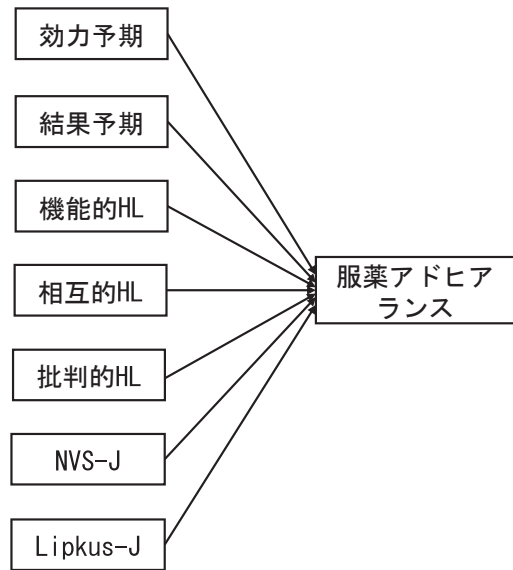 効力予期
結果予期
機能的HL
相互的HL
批判的HL
NVS-J
Lipkus-J
服薬アドヒア
ランス